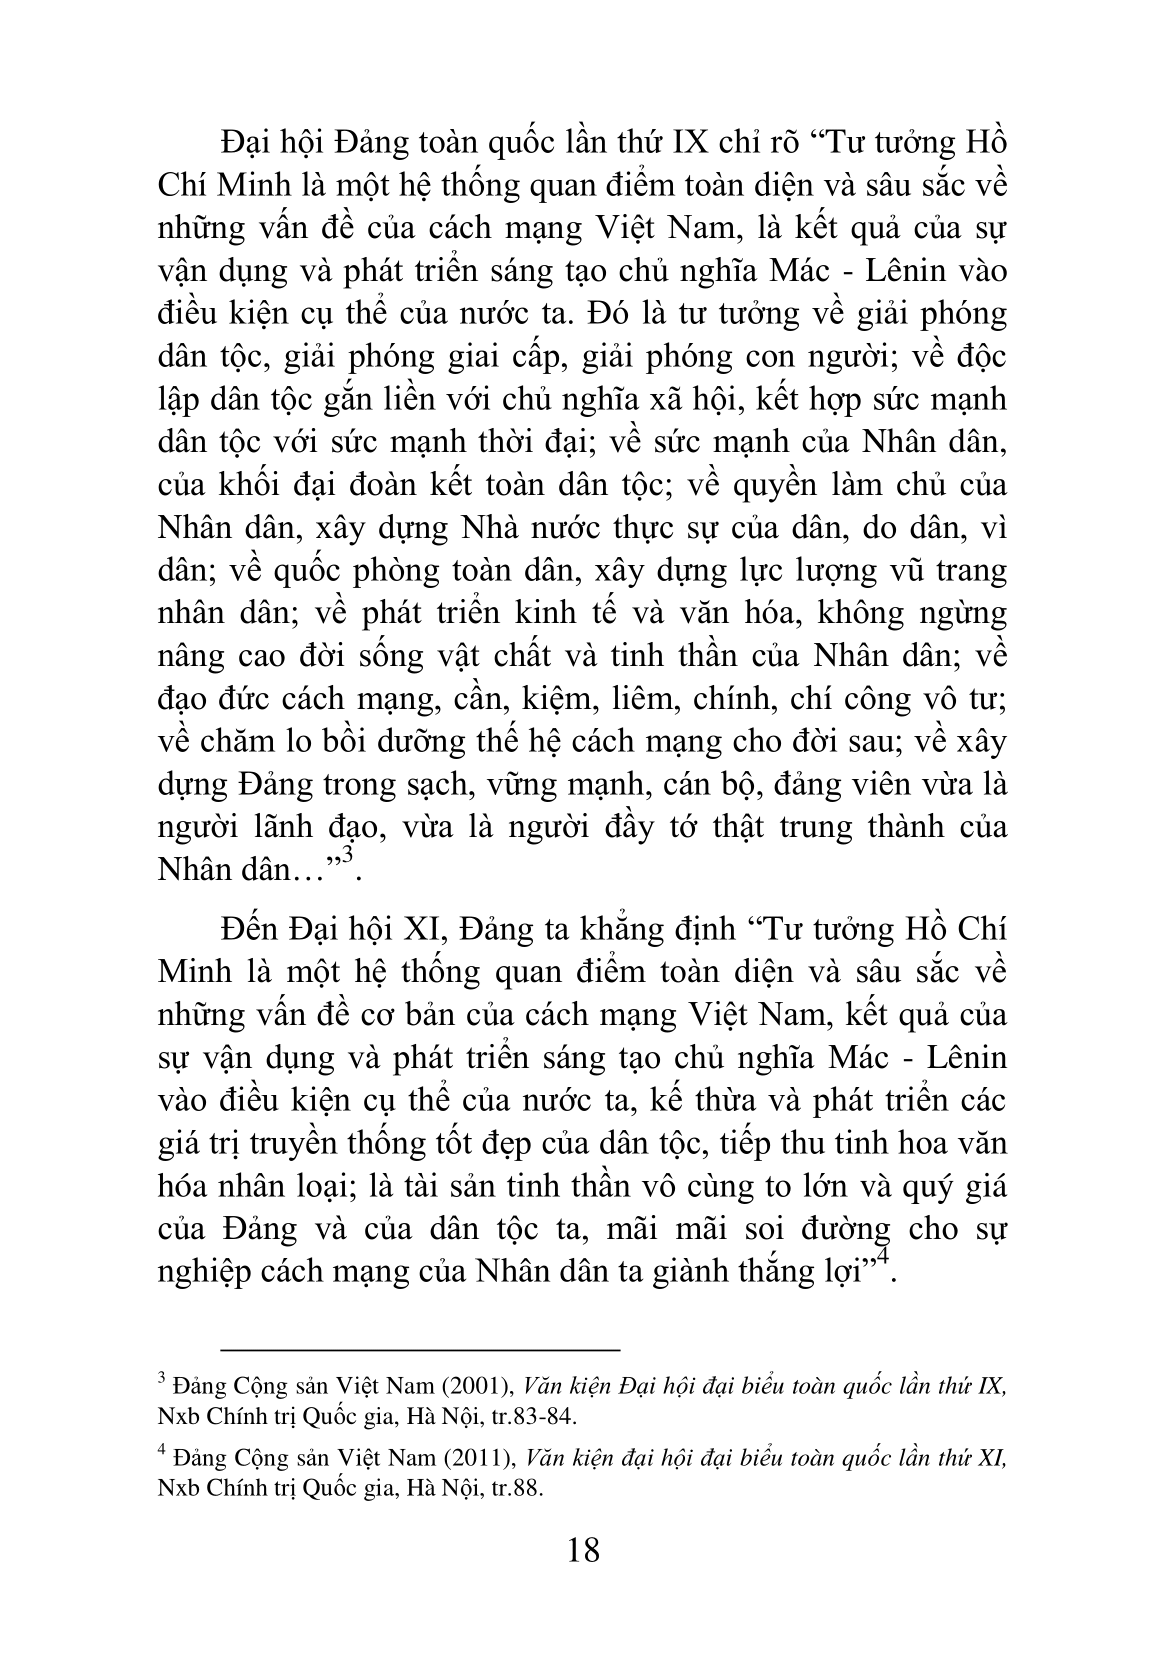 Đại hội Đảng toàn quốc lần thứ IX chỉ rõ “Tư tưởng Hồ
Chí Minh là một hệ thống quan điểm toàn diện và sâu sắc về
những vấn đề của cách mạng Việt Nam, là kết quả của sự
vận dụng và phát triển sáng tạo chủ nghĩa Mác - Lênin vào
điều kiện cụ thể của nước ta. Đó là tư tưởng về giải phóng
dân tộc, giải phóng giai cấp, giải phóng con người; về độc
lập dân tộc gắn liền với chủ nghĩa xã hội, kết hợp sức mạnh
dân tộc với sức mạnh thời đại; về sức mạnh của Nhân dân,
của khối đại đoàn kết toàn dân tộc; về quyền làm chủ của
Nhân dân, xây dựng Nhà nước thực sự của dân, do dân, vì
dân; về quốc phòng toàn dân, xây dựng lực lượng vũ trang
nhân dân; về phát triển kinh tế và văn hóa, không ngừng
nâng cao đời sống vật chất và tinh thần của Nhân dân; về
đạo đức cách mạng, cần, kiệm, liêm, chính, chí công vô tư;
về chăm lo bồi dưỡng thế hệ cách mạng cho đời sau; về xây
dựng Đảng trong sạch, vững mạnh, cán bộ, đảng viên vừa là
người lãnh đạo, vừa là người đầy tớ thật trung thành của
Nhân dân…”3.
Đến Đại hội XI, Đảng ta khẳng định “Tư tưởng Hồ Chí
Minh là một hệ thống quan điểm toàn diện và sâu sắc về
những vấn đề cơ bản của cách mạng Việt Nam, kết quả của
sự vận dụng và phát triển sáng tạo chủ nghĩa Mác - Lênin
vào điều kiện cụ thể của nước ta, kế thừa và phát triển các
giá trị truyền thống tốt đẹp của dân tộc, tiếp thu tinh hoa văn
hóa nhân loại; là tài sản tinh thần vô cùng to lớn và quý giá
của Đảng và của dân tộc ta, mãi mãi soi đường cho sự
nghiệp cách mạng của Nhân dân ta giành thắng lợi”4.
3 Đảng Cộng sản Việt Nam (2001), Văn kiện Đại hội đại biểu toàn quốc lần thứ IX,
Nxb Chính trị Quốc gia, Hà Nội, tr.83-84.
4 Đảng Cộng sản Việt Nam (2011), Văn kiện đại hội đại biểu toàn quốc lần thứ XI,
Nxb Chính trị Quốc gia, Hà Nội, tr.88.
18